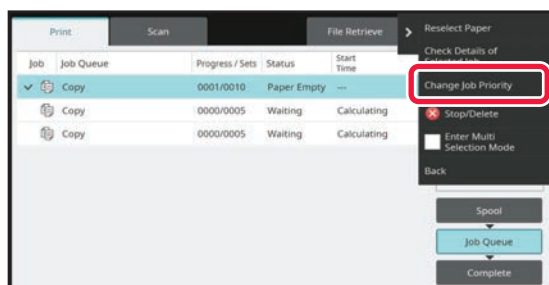 Print
Scan
File Retrieve
Job
Job Queue
Progress / Sets
Status
Start
Time
Copy
0001/0010
Paper Empty
---
Copy
0000/0005
Waiting
Calculating
Copy
0000/0005
Waiting
Calculating
Reselect Paper
Check Details of
Selected Job
Change Job Priority
Stop/Delete
Enter Multi
Selection Mode
Back
Spool
Job Queue
Complete